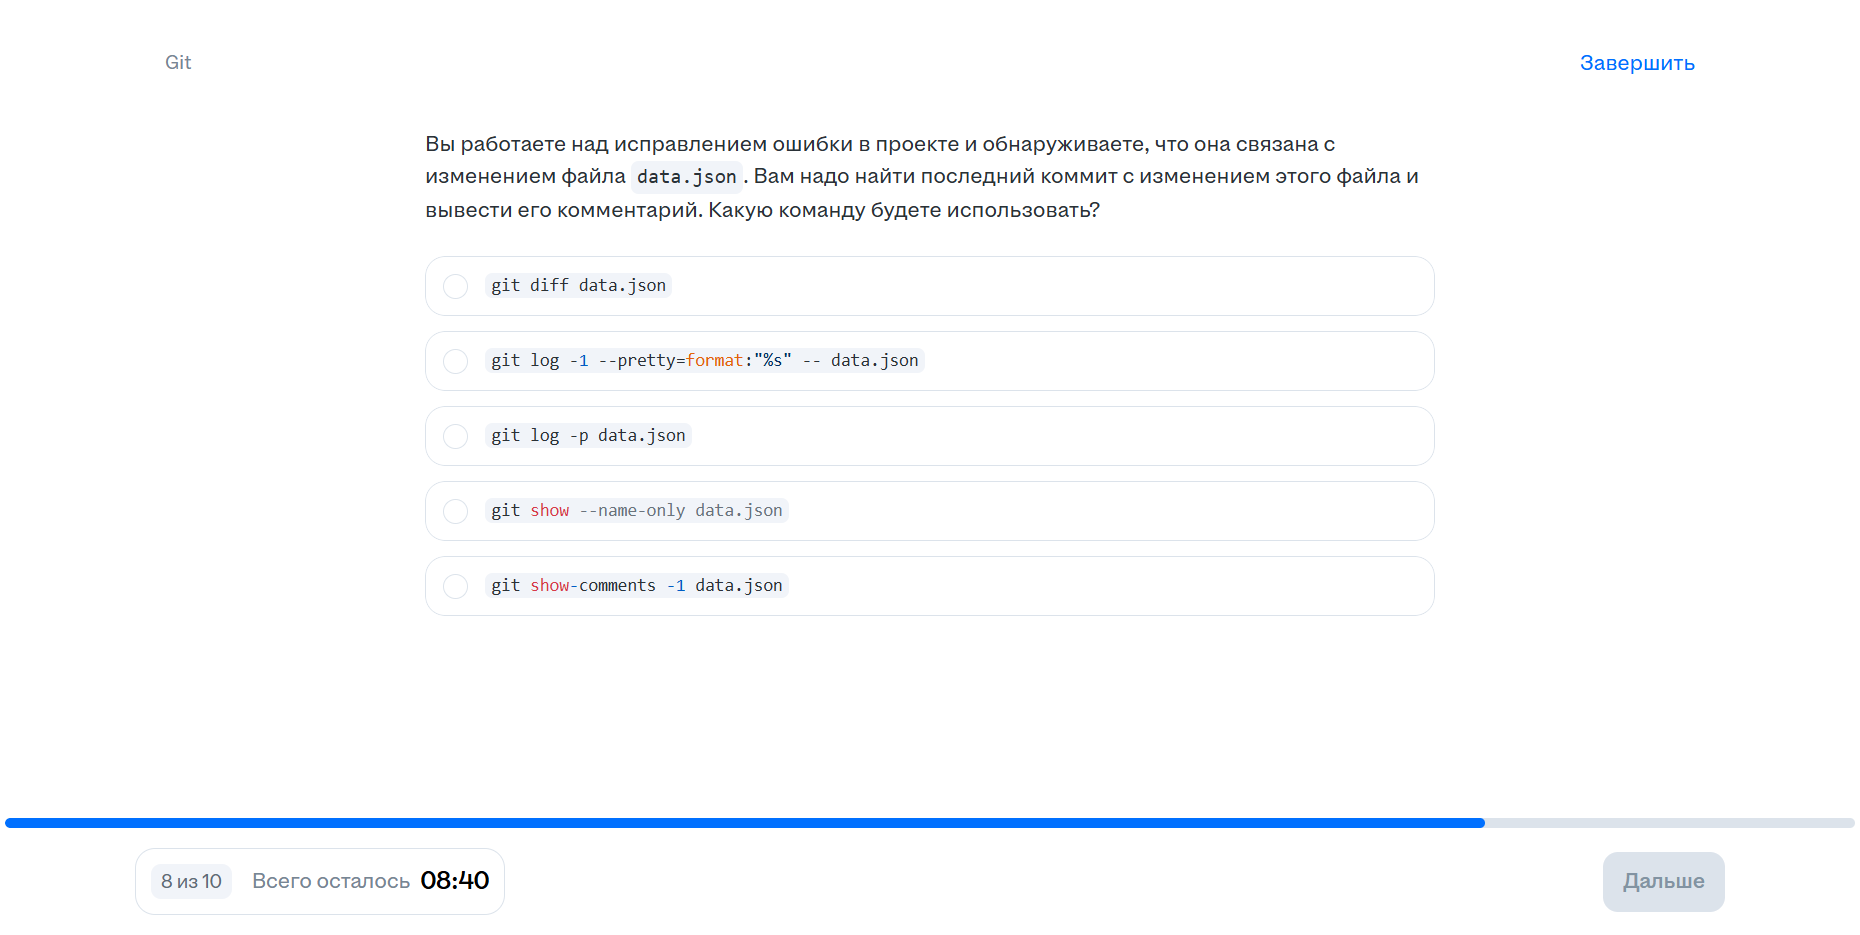 Git
Завершить
Вы работаете над исправлением ошибки в проекте и обнаруживаете, что она связана с
изменением файла data.json. Вам надо найти последний коммит с изменением этого файла и
вывести его комментарий. Какую команду будете использовать?
git diff data.json
git log -1 --pretty=format:"%s" -- data.json
git log -p data.json
git show --name-only data.json
git show-comments -1 data.json
8 из 10 Всего осталось 08:40
Дальше